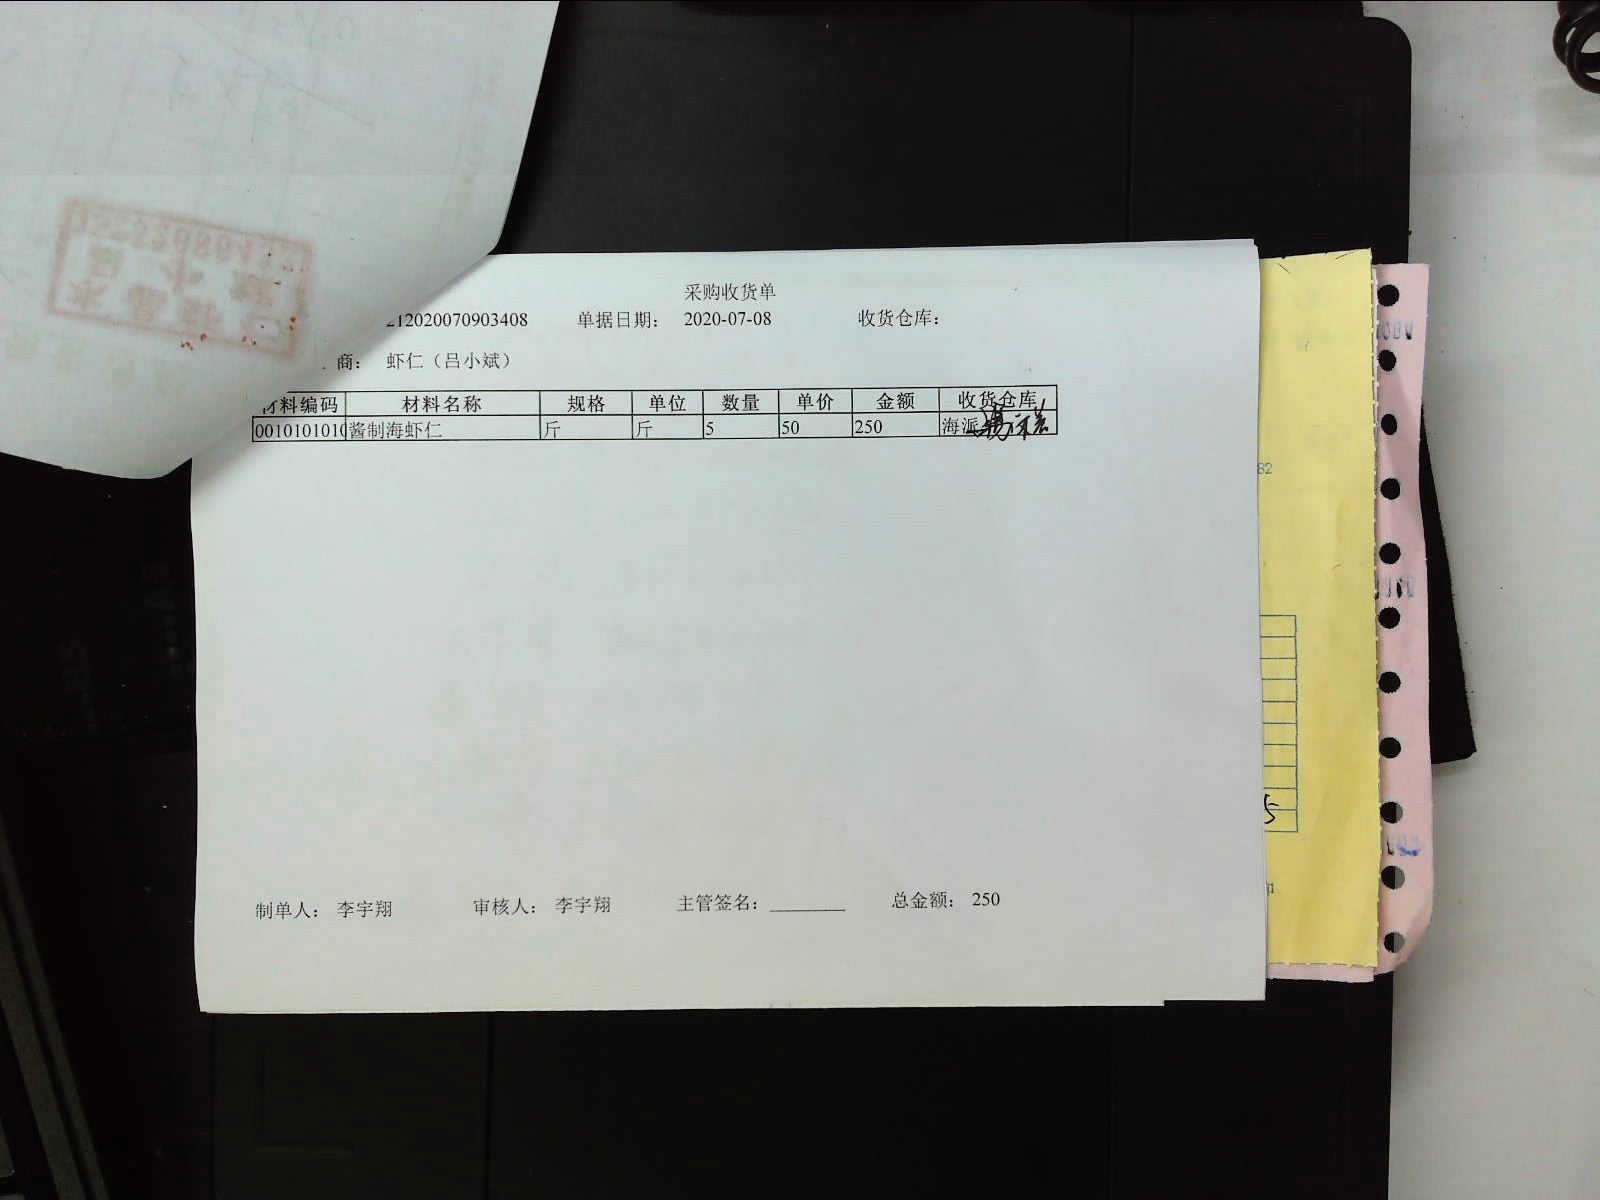 采购收货单
212020070903408 单据日期： 2020-07-08 收货仓库：
商： 虾仁（吕小斌）
材料编码 材料名称 规格 单位 数量 单价 金额 收货仓库
0010101010 酱制海虾仁 斤 斤 5 50 250 海派
82
5
制单人： 李宇翔 审核人： 李宇翔 主管签名： 总金额： 250